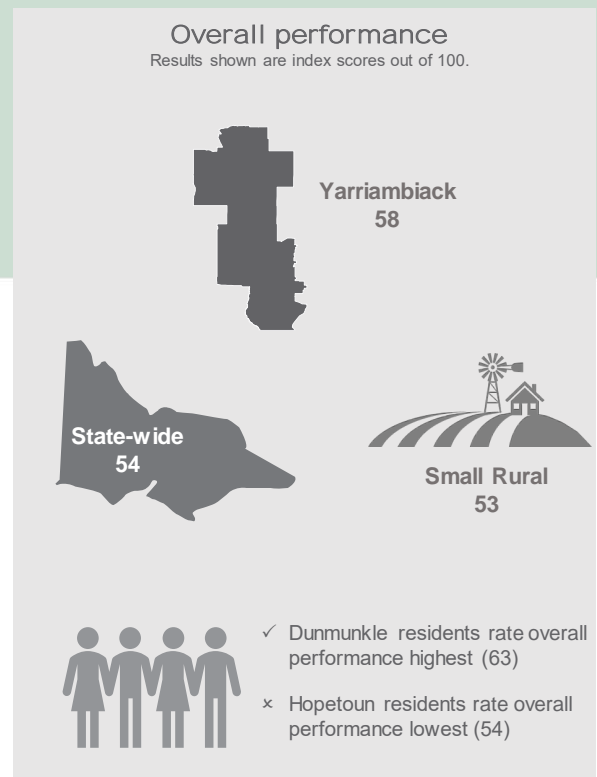 Overall performance
Results shown are index scores out of 100.
Yarriambiack
58
State-wide
54
Small Rural
53
✓ Dunmunkle residents rate overall
performance highest (63)
× Hopetoun residents rate overall
performance lowest (54)